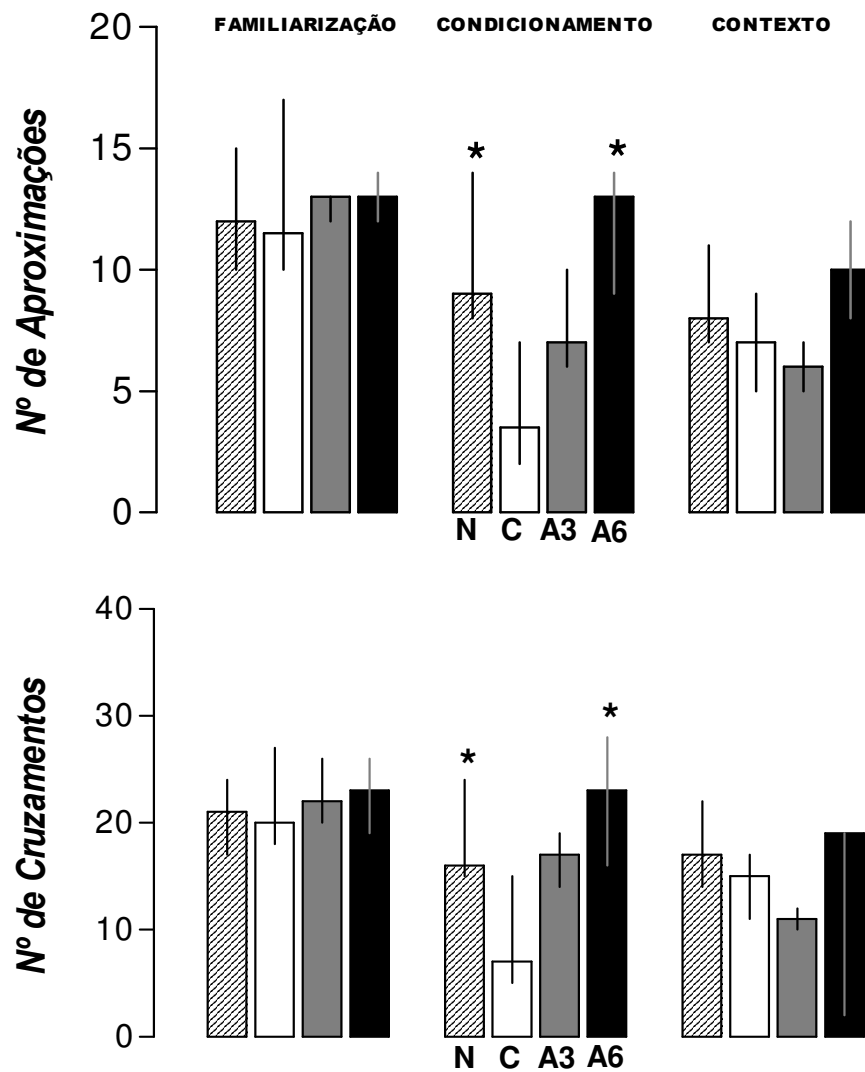 FAMILIARIZAÇÃO CONDICIONAMENTO CONTEXTO
Nº de Aproximações
20
15
10
5
0
*
*
N C A3 A6
Nº de Cruzamentos
40
30
20
10
0
*
*
N C A3 A6